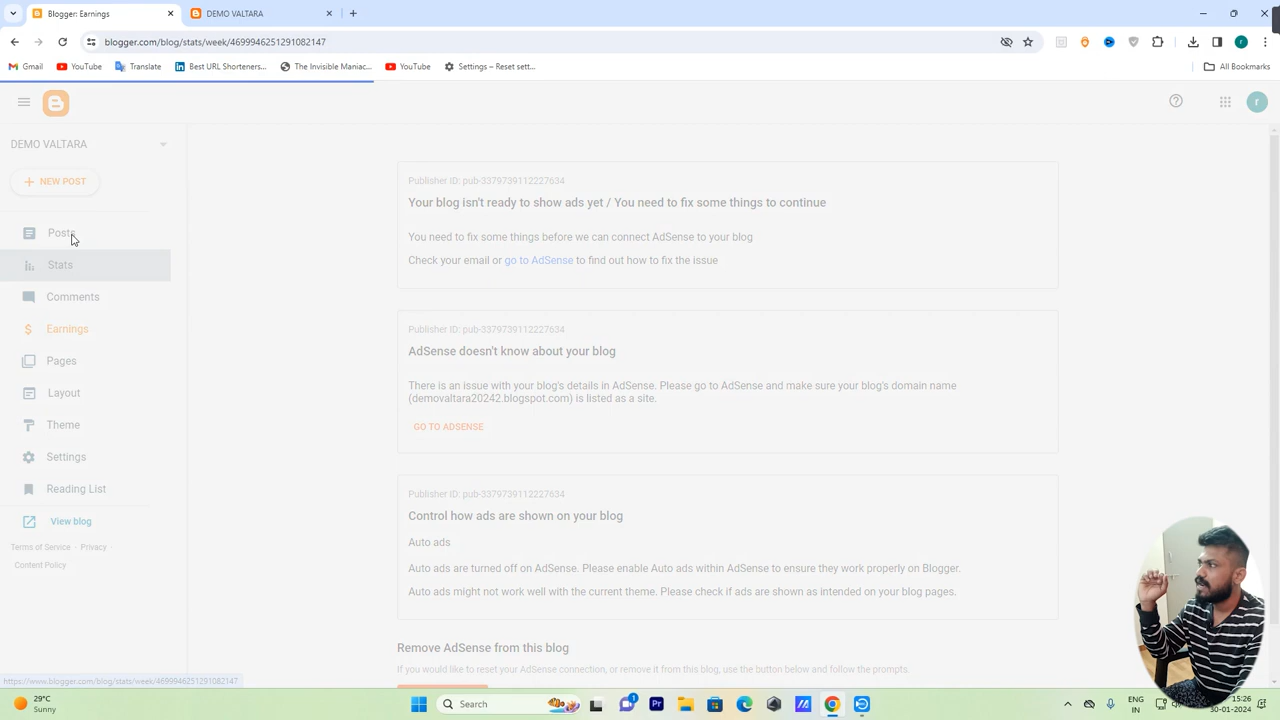 Blogger: Earnings
DEMO VALTARA
blogger.com/blog/stats/week/4699946251291082147
Gmail
YouTube
Translate
Best URL Shorteners...
The Invisible Maniac...
YouTube
Settings – Reset sett...
All Bookmarks
r
DEMO VALTARA
NEW POST
Posts
Stats
Comments
Earnings
Pages
Layout
Theme
Settings
Reading List
View blog
Terms of Service · Privacy ·
Content Policy
Publisher ID: pub-3379739112227634
Your blog isn't ready to show ads yet / You need to fix some things to continue
You need to fix some things before we can connect AdSense to your blog
Check your email or go to AdSense to find out how to fix the issue
Publisher ID: pub-3379739112227634
AdSense doesn't know about your blog
There is an issue with your blog's details in AdSense. Please go to AdSense and make sure your blog's domain name
(demovaltara20242.blogspot.com) is listed as a site.
GO TO ADSENSE
Publisher ID: pub-3379739112227634
Control how ads are shown on your blog
Auto ads
Auto ads are turned off on AdSense. Please enable Auto ads within AdSense to ensure they work properly on Blogger.
Auto ads might not work well with the current theme. Please check if ads are shown as intended on your blog pages.
Remove AdSense from this blog
If you would like to reset your AdSense connection, or remove it from this blog, use the button below and follow the prompts.
https://www.blogger.com/blog/stats/week/4699946251291082147
29°C
Sunny
Search
ENG
IN
15:26
30-01-2024